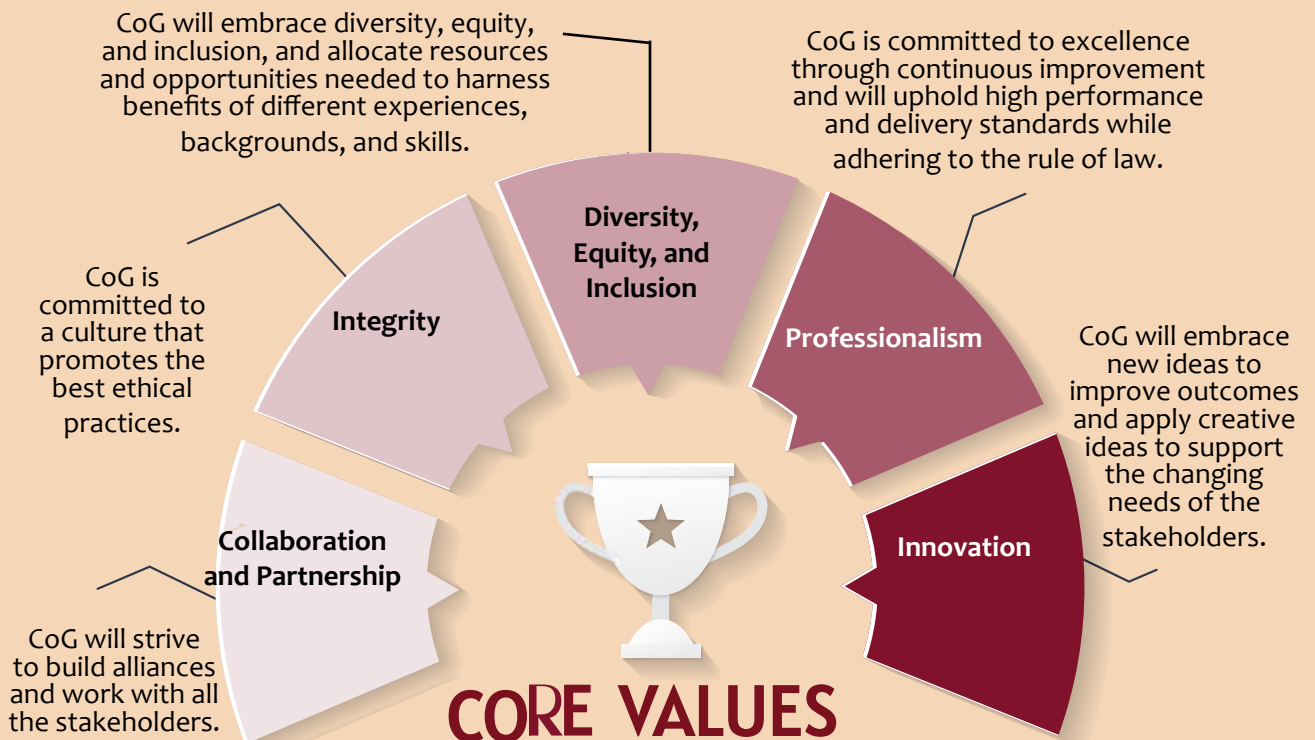 CoG will embrace diversity, equity,
and inclusion, and allocate resources
and opportunities needed to harness
benefits of different experiences,
backgrounds, and skills.
CoG is committed to excellence
through continuous improvement
and will uphold high performance
and delivery standards while
adhering to the rule of law.
Diversity,
Equity, and
Inclusion
CoG is
committed to
a culture that
promotes the
best ethical
practices.
Integrity
Professionalism
CoG will embrace
new ideas to
improve outcomes
and apply creative
ideas to support
the changing
needs of the
stakeholders.
Collaboration
and Partnership
Innovation
CoG will strive
to build alliances
and work with all
the stakeholders.
CORE VALUES